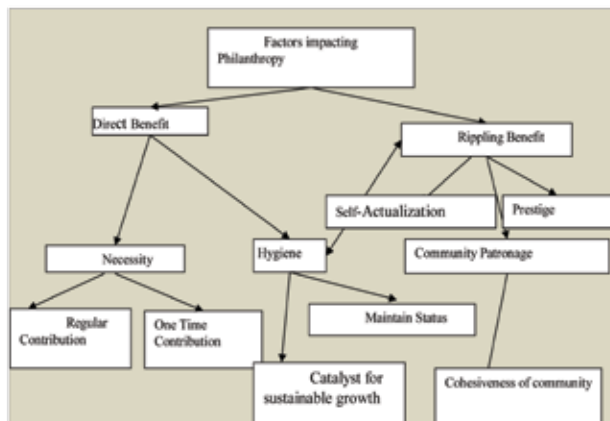 Factors impacting
Philanthropy
Direct Benefit
Rippling Benefit
Self-Actualization
Prestige
Necessity
Hygiene
Community Patronage
Regular
Contribution
One Time
Contribution
Maintain Status
Catalyst for
sustainable growth
Cohesiveness of community